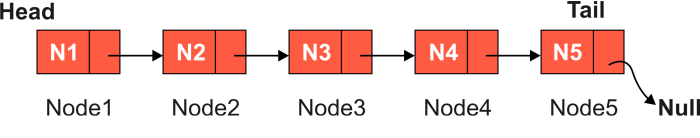 Head
Tail
N1 N2 N3 N4 N5
Node1 Node2 Node3 Node4 Node5 Null